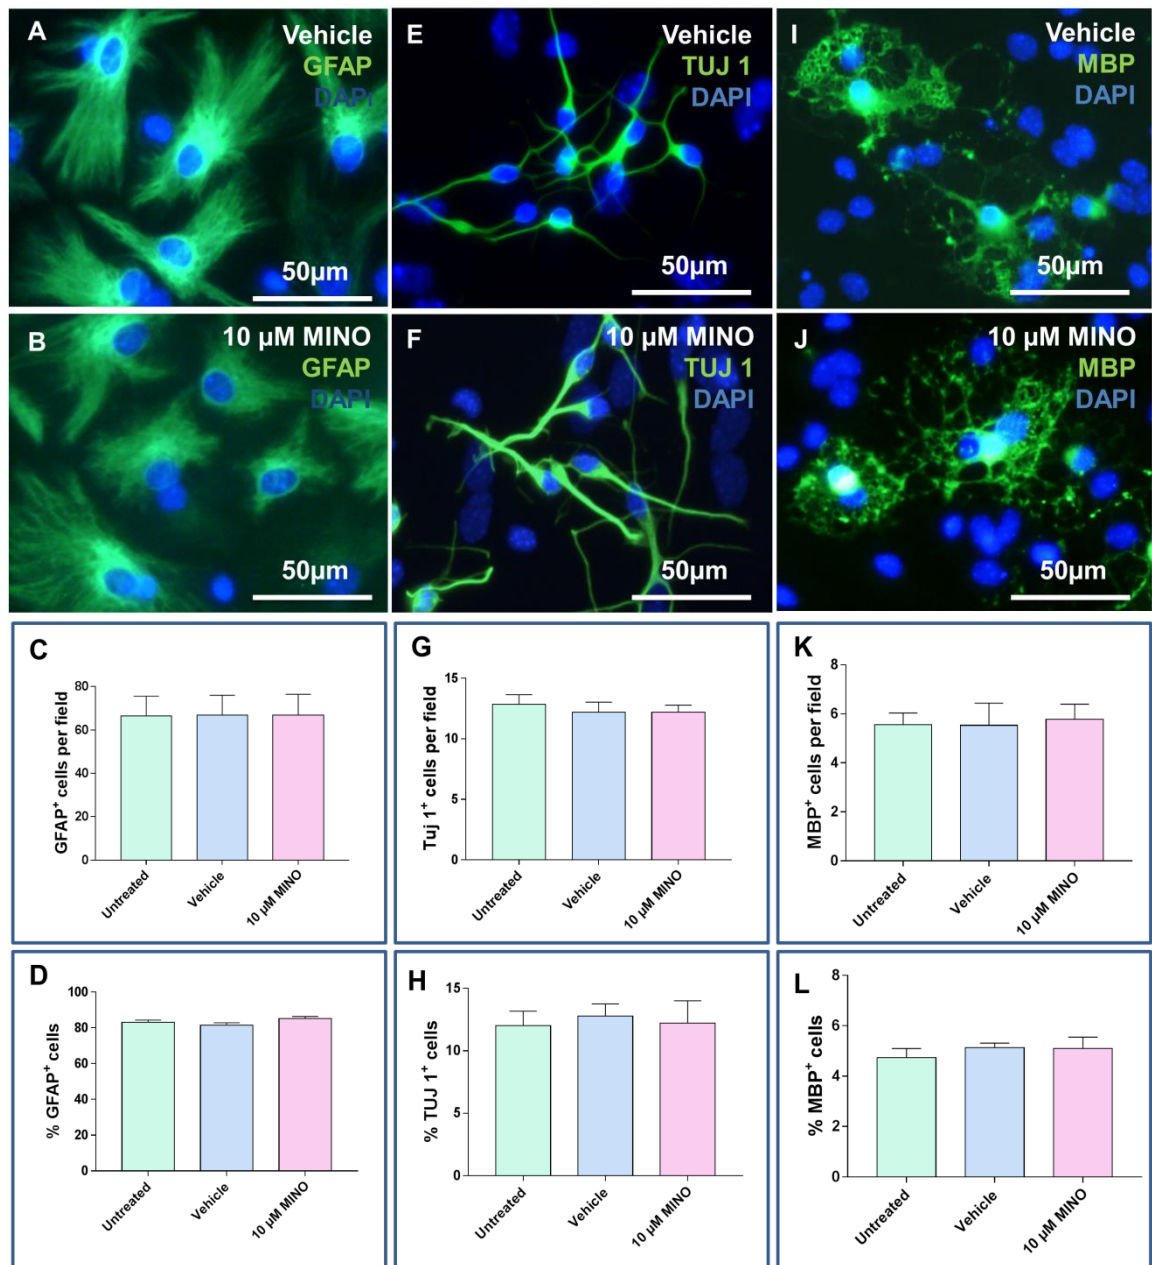 A
Vehicle
GFAP
DAPI
50µm
E
Vehicle
TUJ 1
DAPI
50µm
I
Vehicle
MBP
DAPI
50µm
B
10 µM MINO
GFAP
DAPI
50µm
F
10 µM MINO
TUJ 1
DAPI
50µm
J
10 µM MINO
MBP
DAPI
50µm
C
GFAP⁺ cells per field
80
60
40
20
0
Untreated
Vehicle
10 µM MINO
G
Tuj 1⁺ cells per field
15
10
5
0
Untreated
Vehicle
10 µM MINO
K
MBP⁺ cells per field
8
6
4
2
0
Untreated
Vehicle
10 µM MINO
D
% GFAP⁺ cells
100
80
60
40
20
0
Untreated
Vehicle
10 µM MINO
H
% TUJ 1⁺ cells
15
10
5
0
Untreated
Vehicle
10 µM MINO
L
% MBP⁺ cells
8
6
4
2
0
Untreated
Vehicle
10 µM MINO